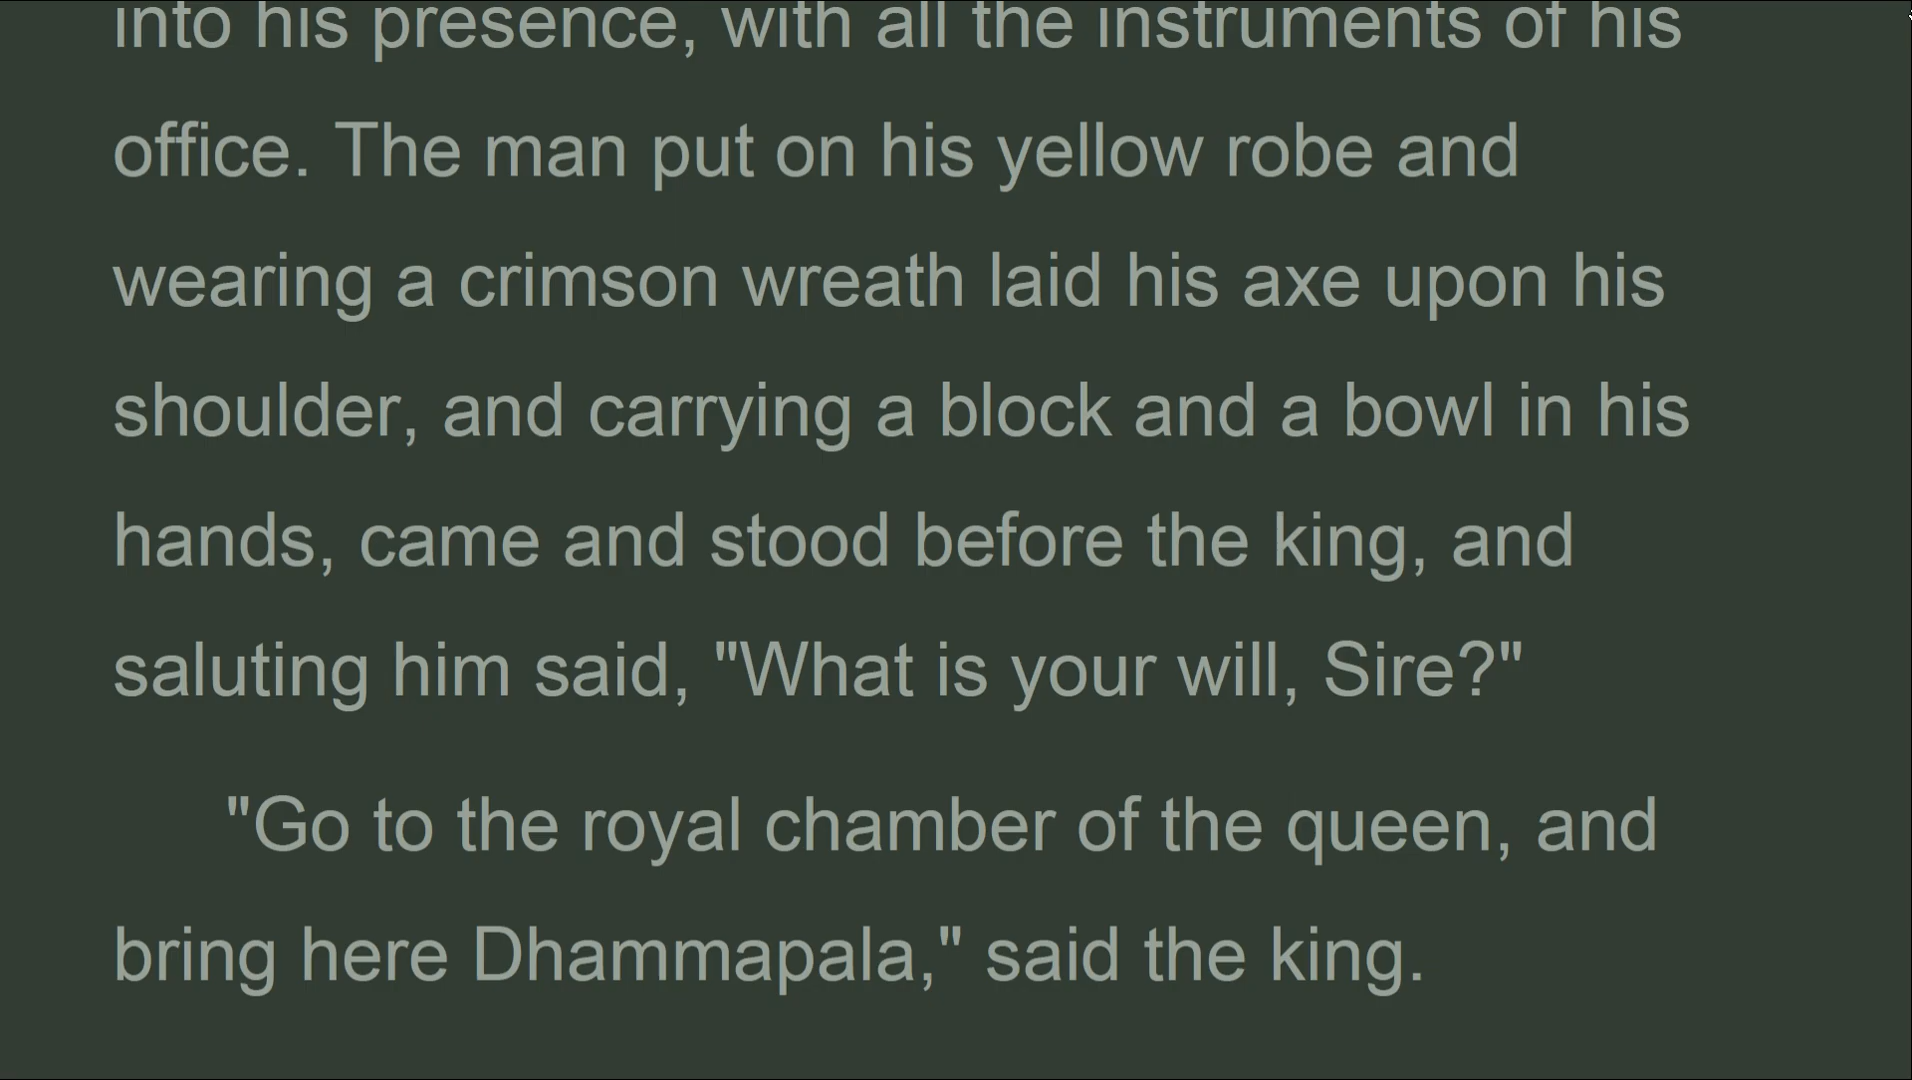 into his presence, with all the instruments of his
office. The man put on his yellow robe and
wearing a crimson wreath laid his axe upon his
shoulder, and carrying a block and a bowl in his
hands, came and stood before the king, and
saluting him said, "What is your will, Sire?"
"Go to the royal chamber of the queen, and
bring here Dhammapala," said the king.